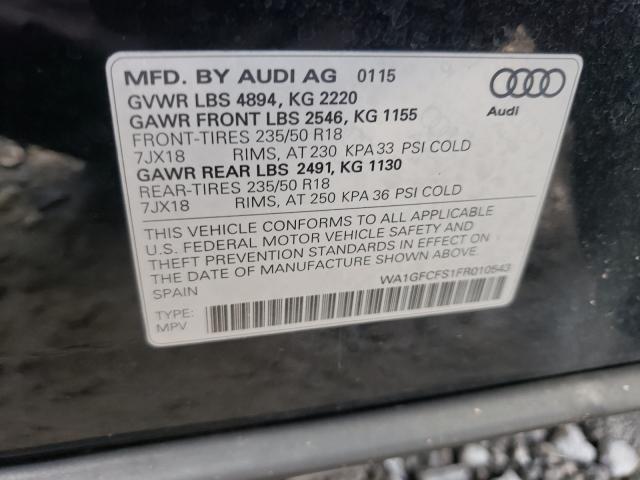 MFD. BY AUDI AG 0115
GVWR LBS 4894, KG 2220
GAWR FRONT LBS 2546, KG 1155
FRONT-TIRES 235/50 R18
7JX18 RIMS, AT 230 KPA 33 PSI COLD
GAWR REAR LBS 2491, KG 1130
REAR-TIRES 235/50 R18
7JX18 RIMS, AT 250 KPA 36 PSI COLD
Audi
THIS VEHICLE CONFORMS TO ALL APPLICABLE
U.S. FEDERAL MOTOR VEHICLE SAFETY AND
THEFT PREVENTION STANDARDS IN EFFECT ON
THE DATE OF MANUFACTURE SHOWN ABOVE.
SPAIN
WA1GFCFS1FR010543
TYPE:
MPV